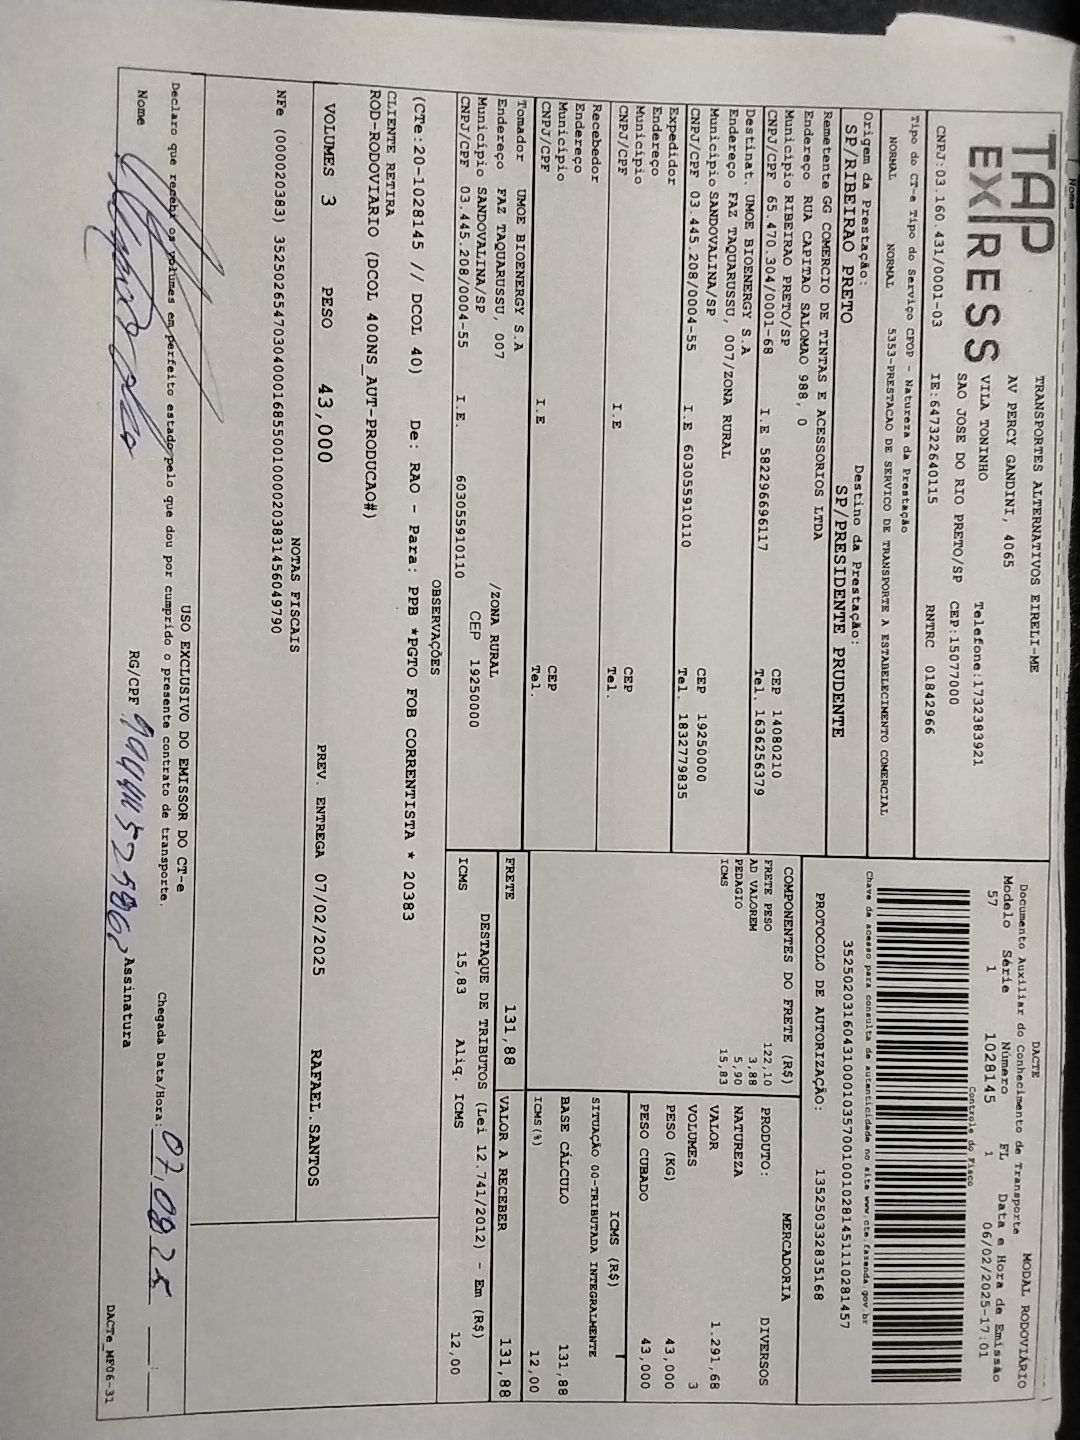 TAP
EXPRESS
TRANSPORTES ALTERNATIVOS EIRELI-ME
AV PERCY GANDINI, 4065
VILA TONINHO Telefone:1732383921
SAO JOSE DO RIO PRETO/SP CEP:15077000
CNPJ:03.160.431/0001-03 IE:647322640115 RNTRC 01842966
Tipo do CT-e Tipo do Serviço CFOP - Natureza da Prestação
NORMAL NORMAL 5353-PRESTACAO DE SERVICO DE TRANSPORTE A ESTABELECIMENTO COMERCIAL
Origem da Prestação: Destino da Prestação:
SP/RIBEIRAO PRETO SP/PRESIDENTE PRUDENTE
Remetente GG COMERCIO DE TINTAS E ACESSORIOS LTDA
Endereço RUA CAPITAO SALOMAO 988, 0
Município RIBEIRAO PRETO/SP CEP 14080210
CNPJ/CPF 65.470.304/0001-68 I.E 582296696117 Tel. 1636256379
Destinat. UMOE BIOENERGY S.A
Endereço FAZ TAQUARUSSU, 007/ZONA RURAL
Município SANDOVALINA/SP CEP 19250000
CNPJ/CPF 03.445.208/0004-55 I.E 603055910110 Tel. 1832779835
Expedidor
Endereço
Município CEP
CNPJ/CPF I.E Tel.
Recebedor
Endereço
Município CEP
CNPJ/CPF I.E Tel.
Tomador UMOE BIOENERGY S.A
Endereço FAZ TAQUARUSSU, 007 /ZONA RURAL
Município SANDOVALINA/SP CEP 19250000
CNPJ/CPF 03.445.208/0004-55 I.E. 603055910110
DACTE MODAL RODOVIÁRIO
Documento Auxiliar do Conhecimento de Transporte
Modelo Série Número FL Data e Hora de Emissão
57 1 1028145 1 06/02/2025-17:01
Controle do Fisco
Chave de acesso para consulta de autenticidade no site www.cte.fazenda.gov.br
35250203160431000103570010010281451110281457
PROTOCOLO DE AUTORIZAÇÃO: 135250332835168
COMPONENTES DO FRETE (R$)
FRETE PESO 122,10
AD VALOREM 3,88
PEDAGIO 5,90
ICMS 15,83
MERCADORIA
PRODUTO: DIVERSOS
NATUREZA
VALOR 1.291,68
VOLUMES 3
PESO (KG) 43,000
PESO CUBADO 43,000
ICMS (R$)
SITUAÇÃO 00-TRIBUTADA INTEGRALMENTE
BASE CÁLCULO 131,88
ICMS(%) 12,00
FRETE 131,88 VALOR A RECEBER 131,88
DESTAQUE DE TRIBUTOS (Lei 12.741/2012) - Em (R$)
ICMS 15,83 Aliq. ICMS 12,00
OBSERVAÇÕES
(CTe:20-1028145 // DCOL 40) De: RAO - Para: PPB *PGTO FOB CORRENTISTA * 20383
CLIENTE RETIRA
ROD-RODOVIARIO (DCOL 400NS_AUT-PRODUCAO#)
VOLUMES 3 PESO 43,000 PREV. ENTREGA 07/02/2025 RAFAEL.SANTOS
NOTAS FISCAIS
NFe (000020383) 35250265470304000168550010000203831456049790
USO EXCLUSIVO DO EMISSOR DO CT-e
Declaro que recebi os volumes em perfeito estado pelo que dou por cumprido o presente contrato de transporte. Chegada Data/Hora: 07,02 25
Nome RG/CPF Assinatura
DACTe_MF06-31